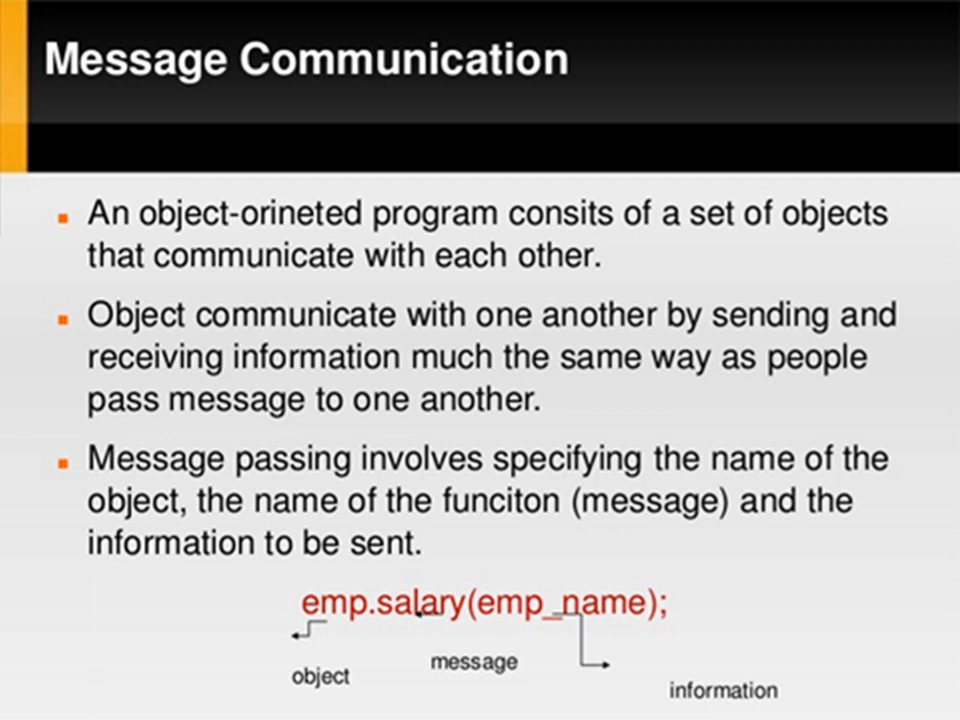 Message Communication
An object-orineted program consits of a set of objects
that communicate with each other.
Object communicate with one another by sending and
receiving information much the same way as people
pass message to one another.
Message passing involves specifying the name of the
object, the name of the funciton (message) and the
information to be sent.
emp.salary(emp_name);
object
message
information